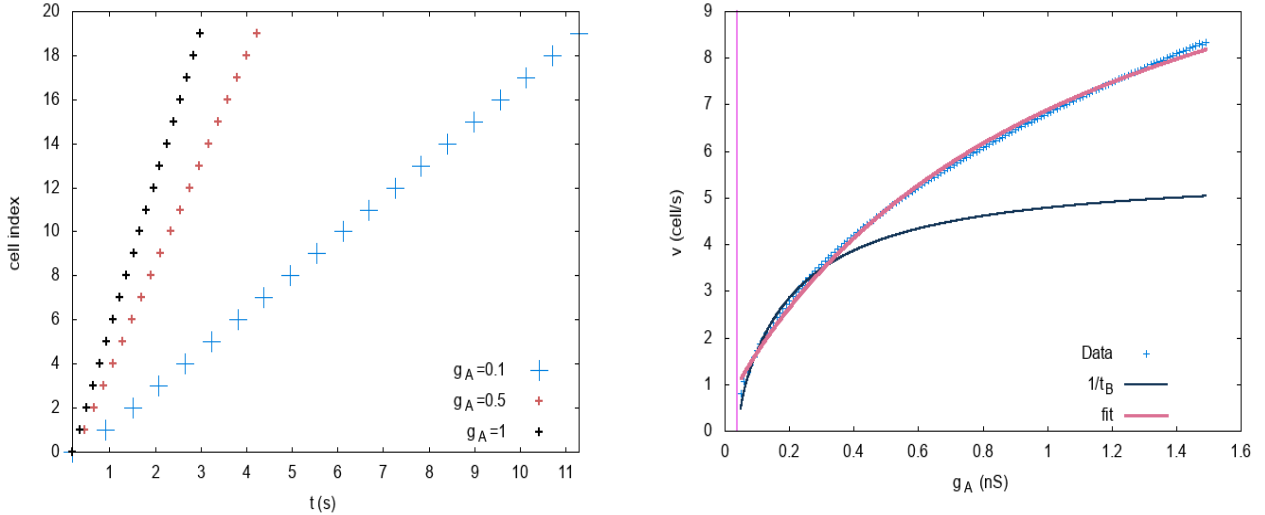 20
18
16
14
12
10
8
6
4
2
0
cell index
1 2 3 4 5 6 7 8 9 10 11
t (s)
g_A=0.1
g_A=0.5
g_A=1
9
8
7
6
5
4
3
2
1
0
v (cell/s)
0 0.2 0.4 0.6 0.8 1 1.2 1.4 1.6
g_A (nS)
Data
1/t_B
fit